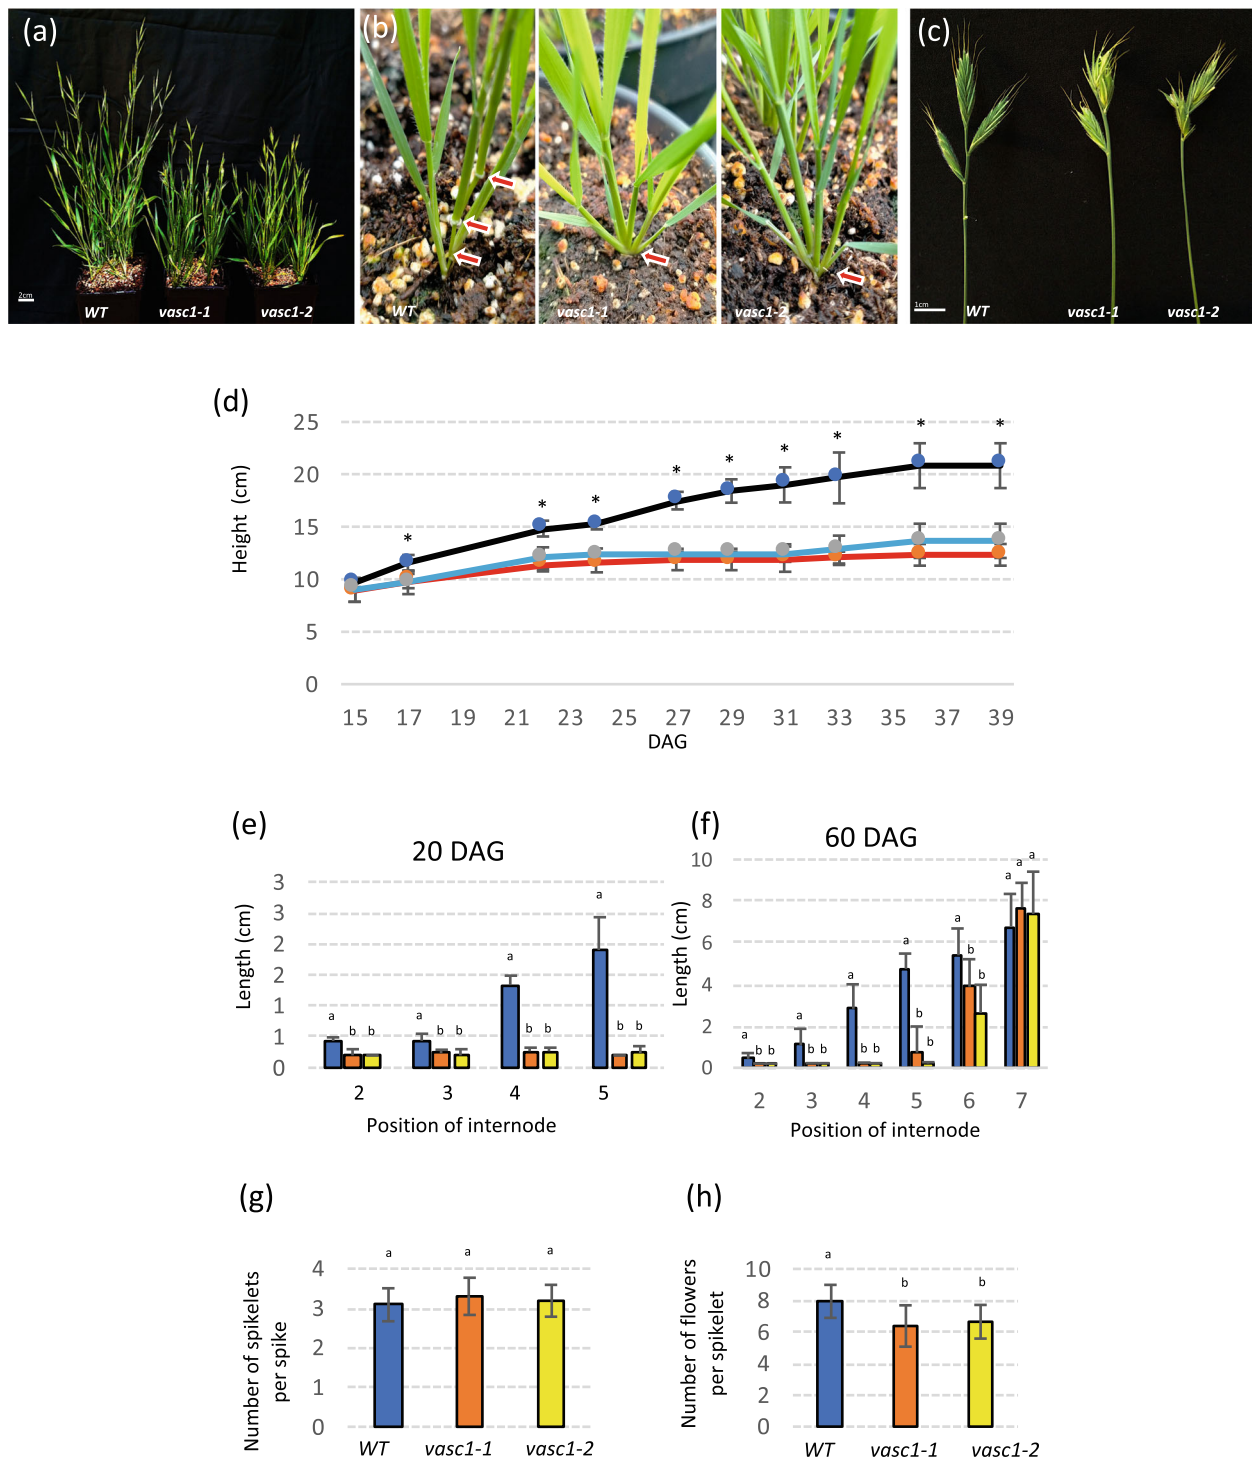 (a)
2cm
WT
vasc1-1
vasc1-2
(b)
WT
vasc1-1
vasc1-2
(c)
1cm
WT
vasc1-1
vasc1-2
(d)
Height (cm)
25
20
15
10
5
0
* * * * * * * * *
15 17 19 21 23 25 27 29 31 33 35 37 39
DAG
(e)
20 DAG
Length (cm)
3
3
2
2
1
1
0
a b b a b b a b b a b b
2 3 4 5
Position of internode
(f)
60 DAG
Length (cm)
10
8
6
4
2
0
a b b a b b a b b a b b a b b a a a
2 3 4 5 6 7
Position of internode
(g)
Number of spikelets
per spike
4
3
2
1
0
a a a
WT vasc1-1 vasc1-2
(h)
Number of flowers
per spikelet
10
8
6
4
2
0
a b b
WT vasc1-1 vasc1-2